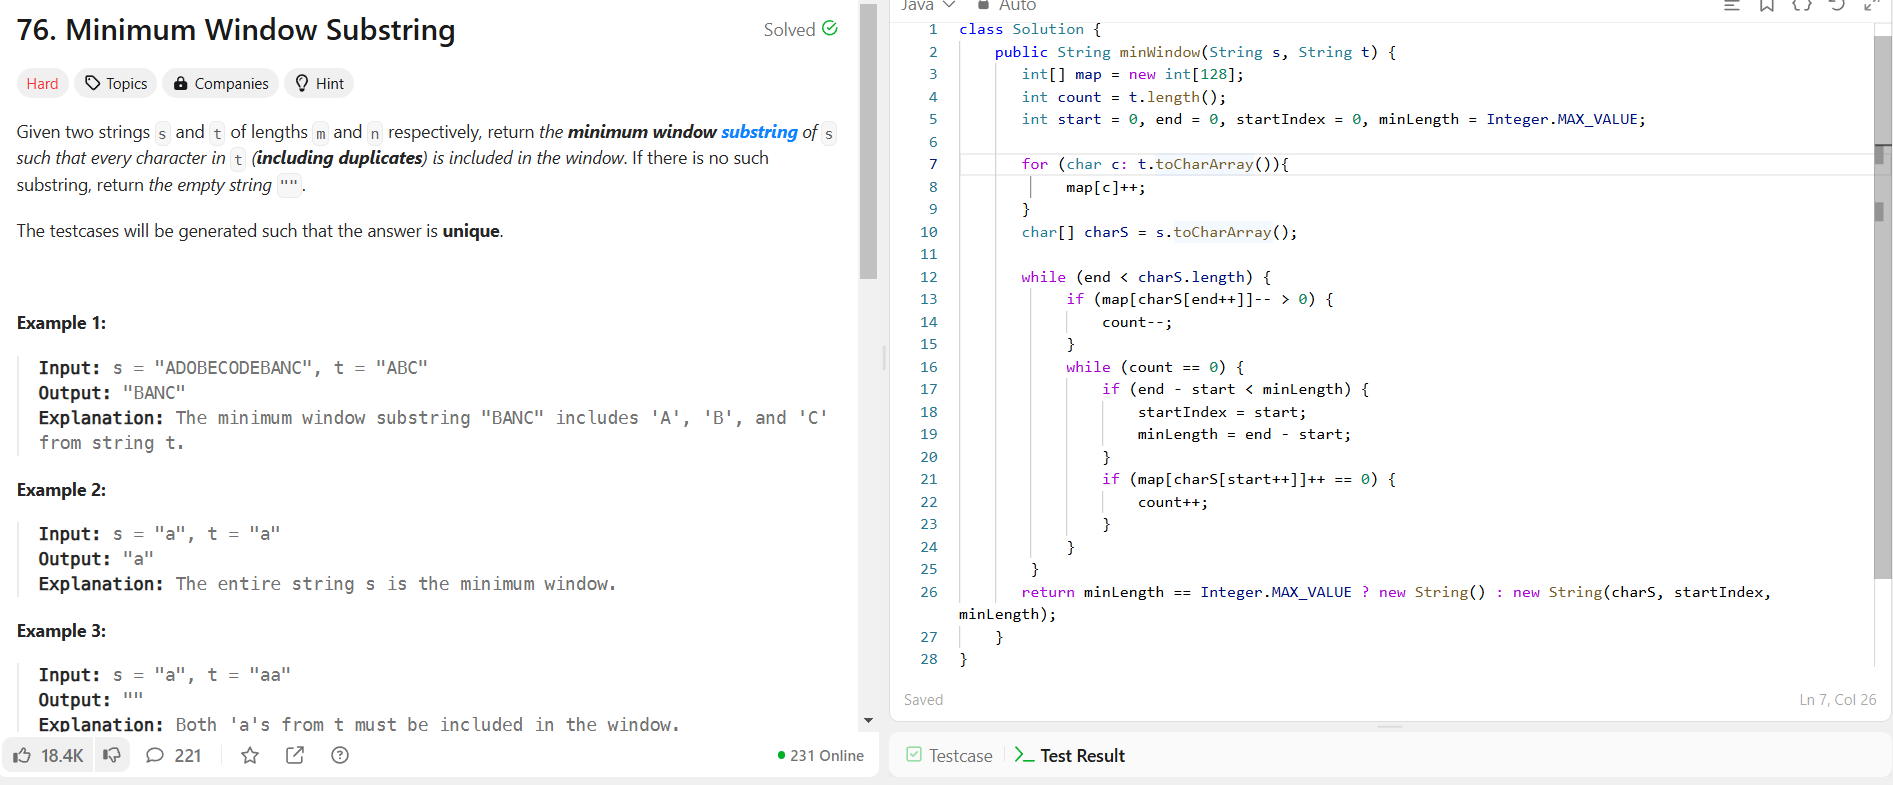 76. Minimum Window Substring
Solved
Hard Topics Companies Hint
Given two strings s and t of lengths m and n respectively, return the minimum window substring of s
such that every character in t (including duplicates) is included in the window. If there is no such
substring, return the empty string "".
The testcases will be generated such that the answer is unique.
Example 1:
Input: s = "ADOBECODEBANC", t = "ABC"
Output: "BANC"
Explanation: The minimum window substring "BANC" includes 'A', 'B', and 'C'
from string t.
Example 2:
Input: s = "a", t = "a"
Output: "a"
Explanation: The entire string s is the minimum window.
Example 3:
Input: s = "a", t = "aa"
Output: ""
Explanation: Both 'a's from t must be included in the window.
18.4K 221 231 Online
Java Auto
1 class Solution {
2 public String minWindow(String s, String t) {
3 int[] map = new int[128];
4 int count = t.length();
5 int start = 0, end = 0, startIndex = 0, minLength = Integer.MAX_VALUE;
6
7 for (char c: t.toCharArray()){
8 map[c]++;
9 }
10 char[] charS = s.toCharArray();
11
12 while (end < charS.length) {
13 if (map[charS[end++]]-- > 0) {
14 count--;
15 }
16 while (count == 0) {
17 if (end - start < minLength) {
18 startIndex = start;
19 minLength = end - start;
20 }
21 if (map[charS[start++]]++ == 0) {
22 count++;
23 }
24 }
25 }
26 return minLength == Integer.MAX_VALUE ? new String() : new String(charS, startIndex,
minLength);
27 }
28 }
Saved Ln 7, Col 26
Testcase Test Result